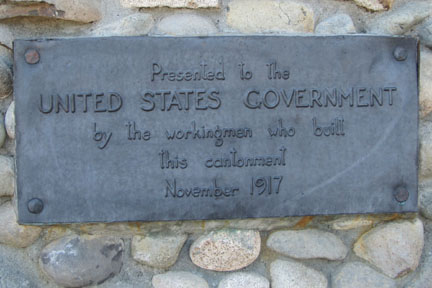 Presented to the
UNITED STATES GOVERNMENT
by the workingmen who built
this cantonment
November 1917